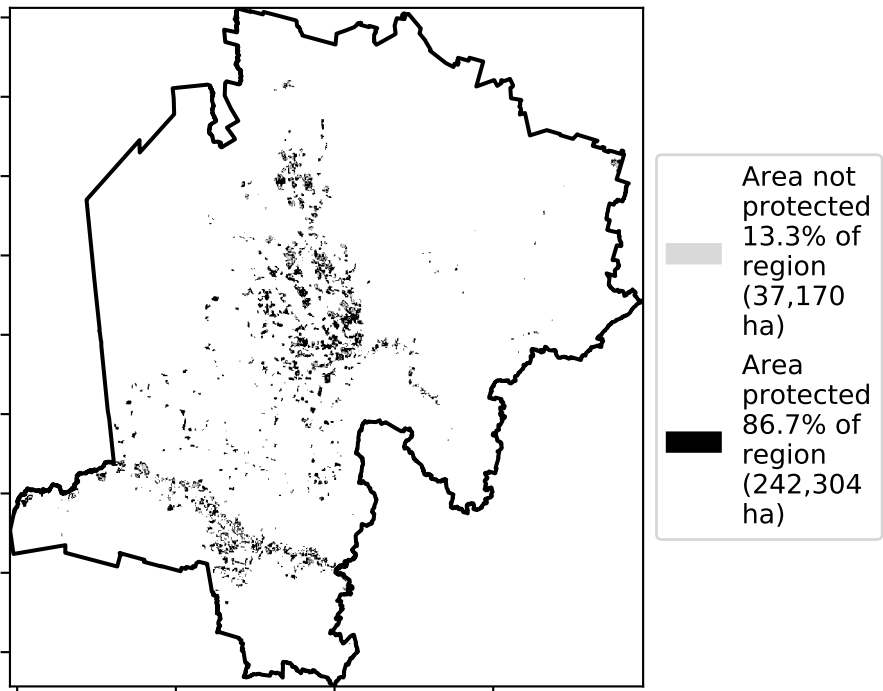 Area not
protected
13.3% of
region
(37,170
ha)
Area
protected
86.7% of
region
(242,304
ha)